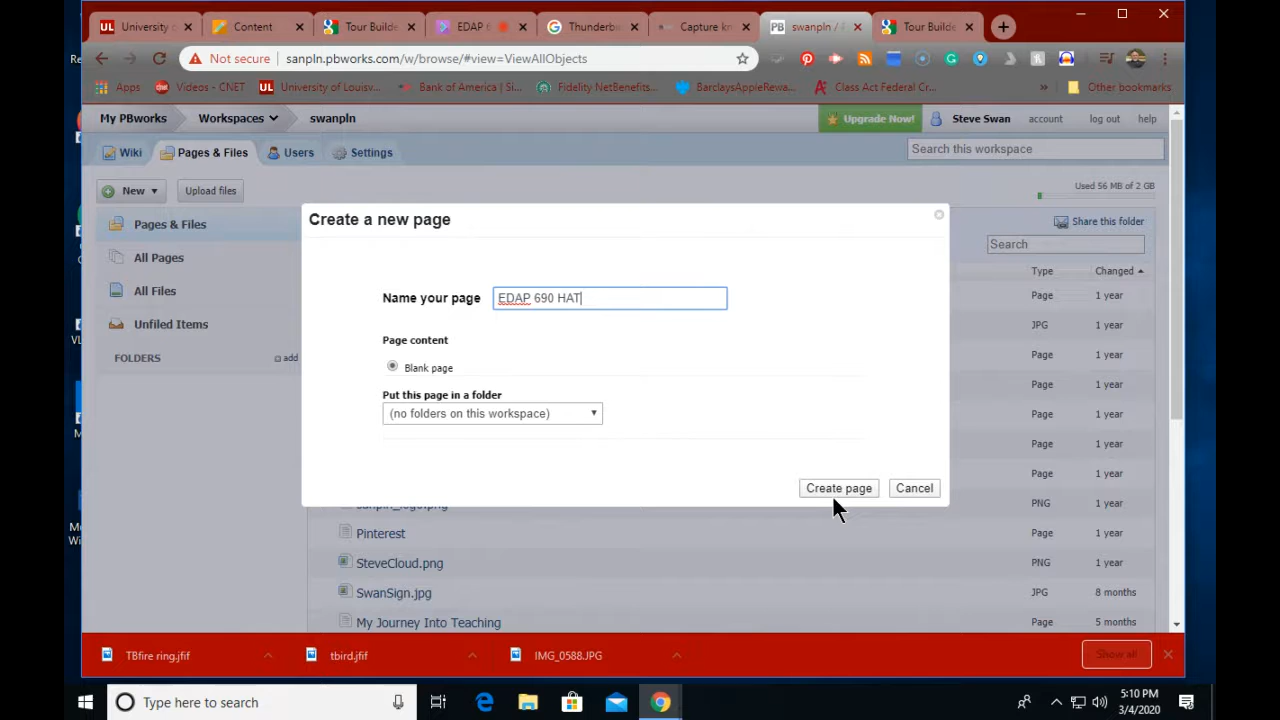 University c
Content
Tour Builde
EDAP 6
Thunderbi
Capture kn
PB swanpln / P
Tour Builde
Not secure
sanpln.pbworks.com/w/browse/#view=ViewAllObjects
Apps
Videos - CNET
University of Louisv...
Bank of America | Si...
Fidelity NetBenefits...
BarclaysAppleRewa...
Class Act Federal Cr...
»
Other bookmarks
My PBworks
Workspaces
swanpln
Upgrade Now!
Steve Swan
account
log out
help
Wiki
Pages & Files
Users
Settings
Search this workspace
New
Upload files
Used 56 MB of 2 GB
Create a new page
Pages & Files
Share this folder
Search
All Pages
Type
Changed
All Files
Name your page
EDAP 690 HAT
Page
1 year
Unfiled Items
JPG
1 year
Page content
FOLDERS
add
Page
1 year
Blank page
Page
1 year
Put this page in a folder
(no folders on this workspace)
Page
1 year
Page
1 year
Page
1 year
Create page
Cancel
sanpln_logo.png
PNG
1 year
Pinterest
Page
1 year
SteveCloud.png
PNG
1 year
SwanSign.jpg
JPG
8 months
My Journey Into Teaching
Page
5 months
TBfire ring.jfif
tbird.jfif
IMG_0588.JPG
Show all
Type here to search
5:10 PM
3/4/2020